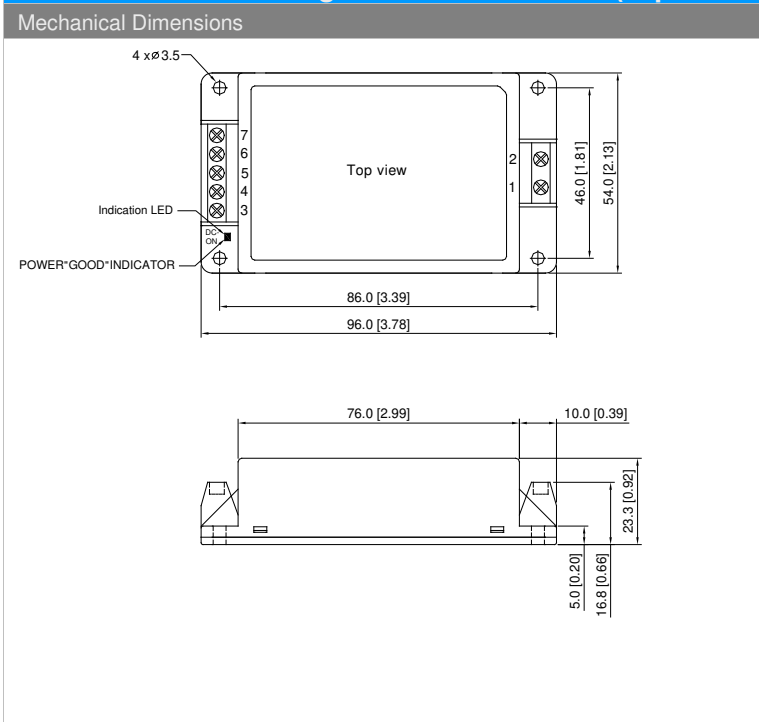 Mechanical Dimensions
4 xø3.5
7
6
5
4
3
Top view
2
1
46.0 [1.81]
54.0 [2.13]
Indication LED
DC
ON
POWER"GOOD"INDICATOR
86.0 [3.39]
96.0 [3.78]
76.0 [2.99]
10.0 [0.39]
23.3 [0.92]
5.0 [0.20]
16.8 [0.66]